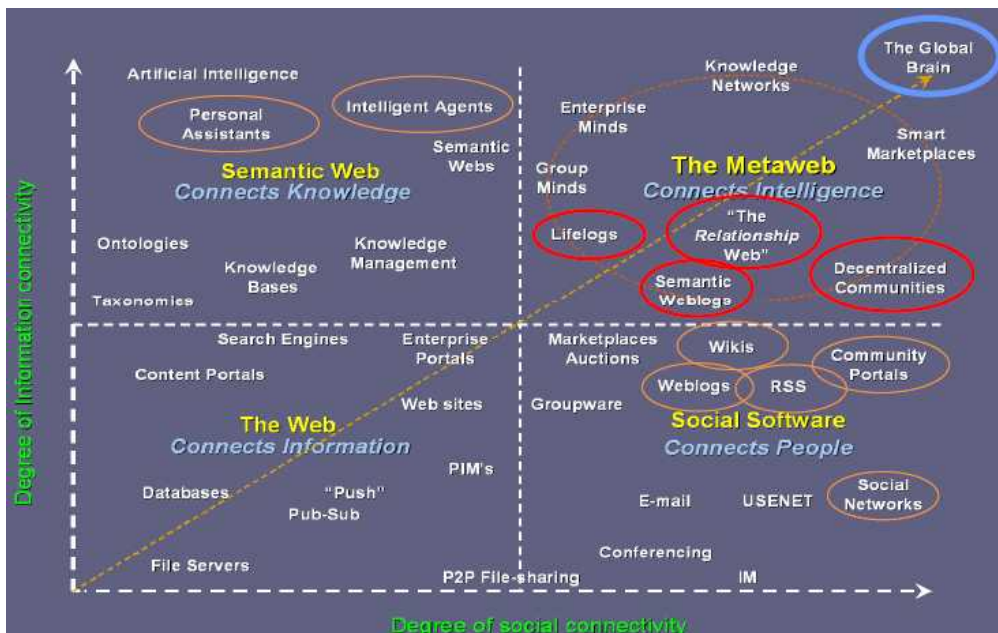 The Global
Brain
Artificial Intelligence
Knowledge
Networks
Personal
Assistants
Intelligent Agents
Enterprise
Minds
Smart
Marketplaces
Semantic
Webs
Semantic Web
Connects Knowledge
Group
Minds
The Metaweb
Connects Intelligence
Lifelogs
"The
Relationship
Web"
Ontologies
Knowledge
Management
Knowledge
Bases
Semantic
Weblogs
Decentralized
Communities
Taxonomies
Degree of Information connectivity
Search Engines
Enterprise
Portals
Marketplaces
Auctions
Wikis
Community
Portals
Content Portals
Weblogs
RSS
Web sites
Groupware
The Web
Connects Information
Social Software
Connects People
PIM's
Databases
"Push"
Pub-Sub
E-mail
USENET
Social
Networks
Conferencing
File Servers
P2P File-sharing
IM
Degree of social connectivity